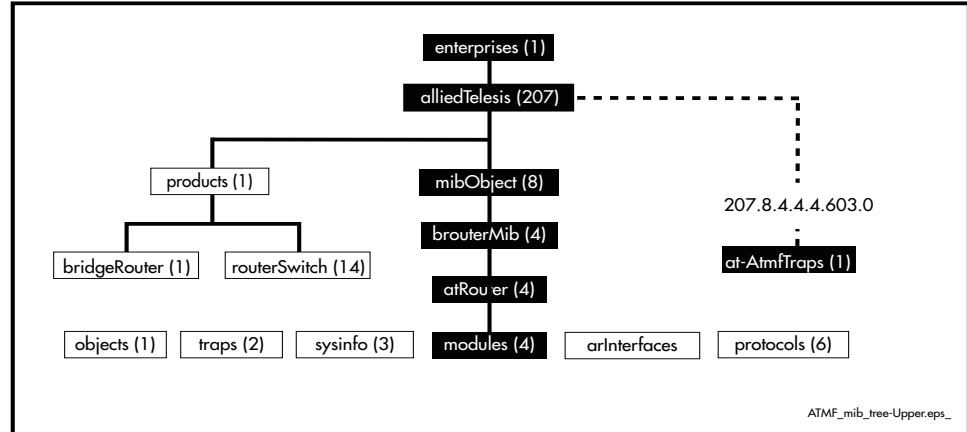 enterprises (1)
alliedTelesis (207)
products (1)
mibObject (8)
207.8.4.4.4.603.0
brouterMib (4)
bridgeRouter (1)
routerSwitch (14)
at-AtmfTraps (1)
atRouter (4)
objects (1)
traps (2)
sysinfo (3)
modules (4)
arInterfaces
protocols (6)
ATMF_mib_tree-Upper.eps_